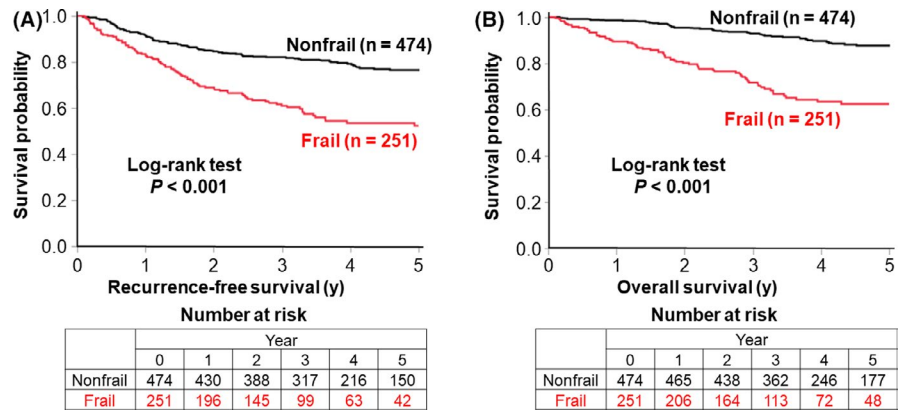 (A)
Survival probability
1.0
0.8
0.6
0.4
0.2
0.0
Nonfrail (n = 474)
Frail (n = 251)
Log-rank test
P < 0.001
0 1 2 3 4 5
Recurrence-free survival (y)
Number at risk
Year
0 1 2 3 4 5
Nonfrail 474 430 388 317 216 150
Frail 251 196 145 99 63 42
(B)
Survival probability
1.0
0.8
0.6
0.4
0.2
0.0
Nonfrail (n = 474)
Frail (n = 251)
Log-rank test
P < 0.001
0 1 2 3 4 5
Overall survival (y)
Number at risk
Year
0 1 2 3 4 5
Nonfrail 474 465 438 362 246 177
Frail 251 206 164 113 72 48